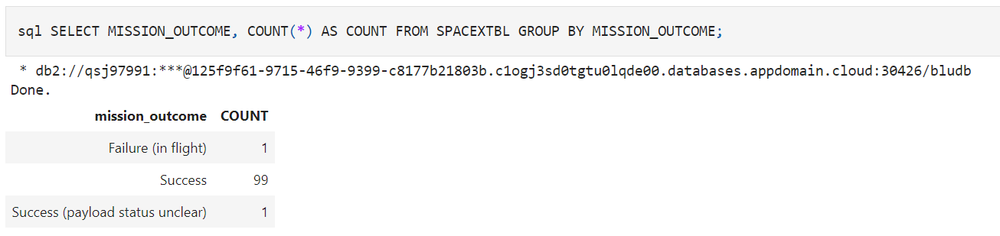 sql SELECT MISSION_OUTCOME, COUNT(*) AS COUNT FROM SPACEXTBL GROUP BY MISSION_OUTCOME;
* db2://qsj97991:***@125f9f61-9715-46f9-9399-c8177b21803b.c1ogj3sd0tgtu0lqde00.databases.appdomain.cloud:30426/bludb
Done.
mission_outcome COUNT
Failure (in flight) 1
Success 99
Success (payload status unclear) 1